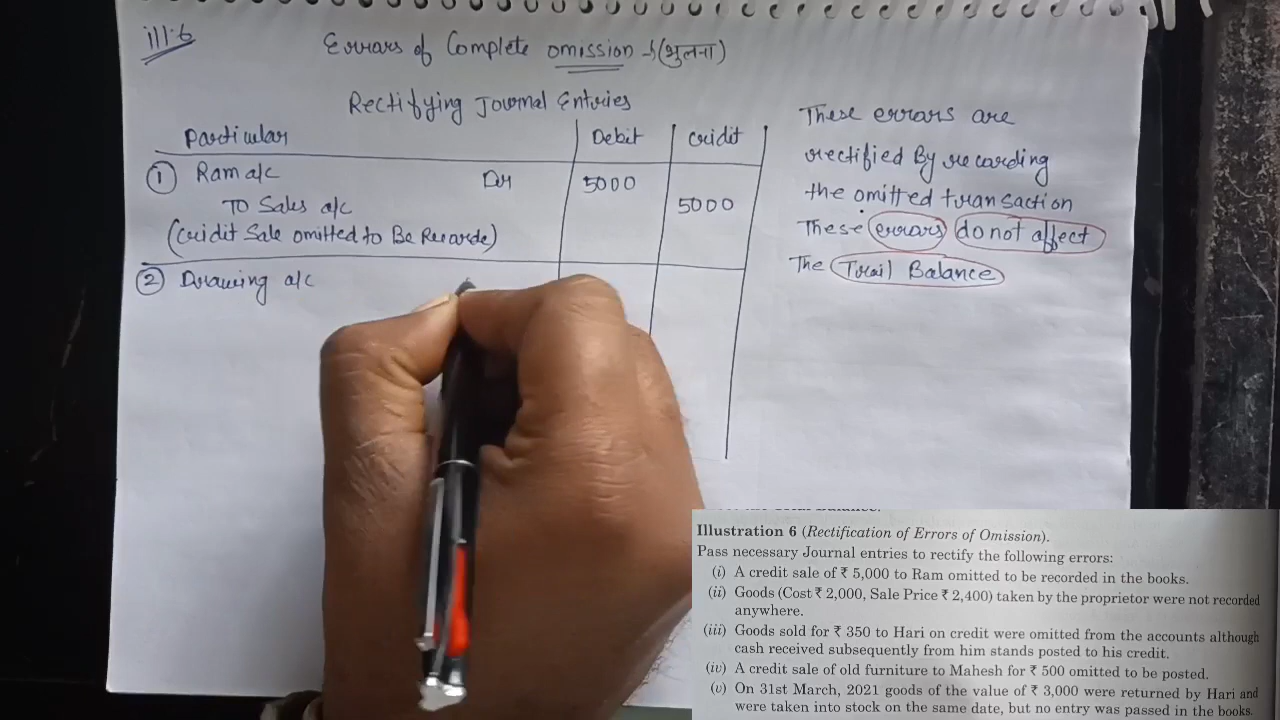 ill:6
Errors of Complete omission → (भुलना)
Rectifying Journal Entries
Particular Debit Cridit
① Ram a/c Dr 5000
To Sales a/c 5000
(Cridit Sale omitted to Be Recorde)
② Drawing a/c
These errors are
rectified By recarding
the omitted transaction
These errors do not affect
The Trail Balance
Illustration 6 (Rectification of Errors of Omission).
Pass necessary Journal entries to rectify the following errors:
(i) A credit sale of ₹ 5,000 to Ram omitted to be recorded in the books.
(ii) Goods (Cost ₹ 2,000, Sale Price ₹ 2,400) taken by the proprietor were not recorded
anywhere.
(iii) Goods sold for ₹ 350 to Hari on credit were omitted from the accounts although
cash received subsequently from him stands posted to his credit.
(iv) A credit sale of old furniture to Mahesh for ₹ 500 omitted to be posted.
(v) On 31st March, 2021 goods of the value of ₹ 3,000 were returned by Hari and
were taken into stock on the same date, but no entry was passed in the books.